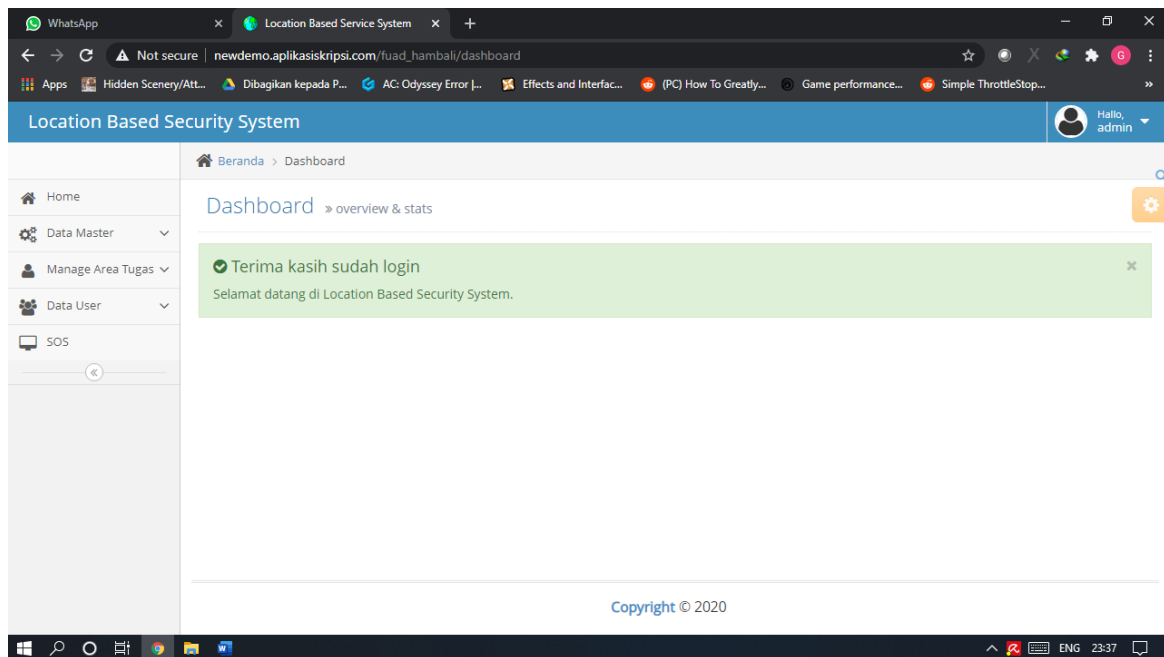 WhatsApp
Location Based Service System
Not secure
newdemo.aplikasiskripsi.com/fuad_hambali/dashboard
G
Apps
Hidden Scenery/Att...
Dibagikan kepada P...
AC: Odyssey Error |...
Effects and Interfac...
(PC) How To Greatly...
Game performance...
Simple ThrottleStop...
Location Based Security System
Hallo,
admin
Beranda > Dashboard
Home
Data Master
Manage Area Tugas
Data User
SOS
Dashboard » overview & stats
Terima kasih sudah login
Selamat datang di Location Based Security System.
Copyright © 2020
ENG 23:37